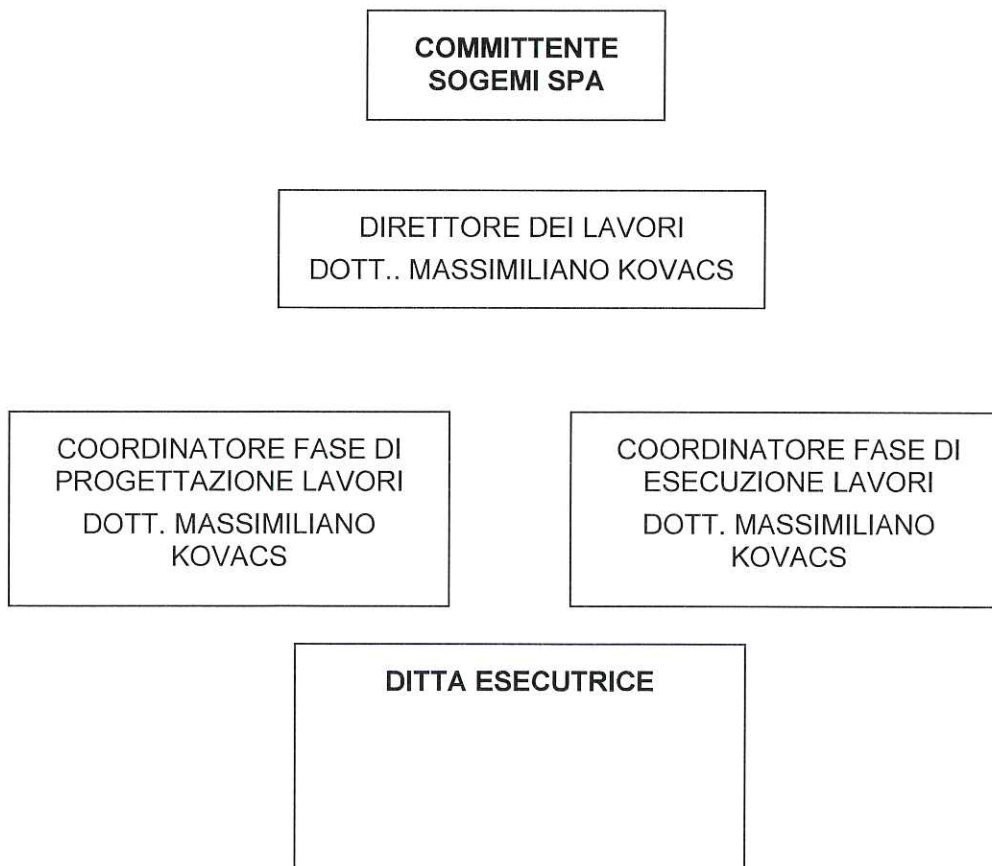 COMMITTENTE
SOGEMI SPA
DIRETTORE DEI LAVORI
DOTT.. MASSIMILIANO KOVACS
COORDINATORE FASE DI
PROGETTAZIONE LAVORI
DOTT. MASSIMILIANO
KOVACS
COORDINATORE FASE DI
ESECUZIONE LAVORI
DOTT. MASSIMILIANO
KOVACS
DITTA ESECUTRICE